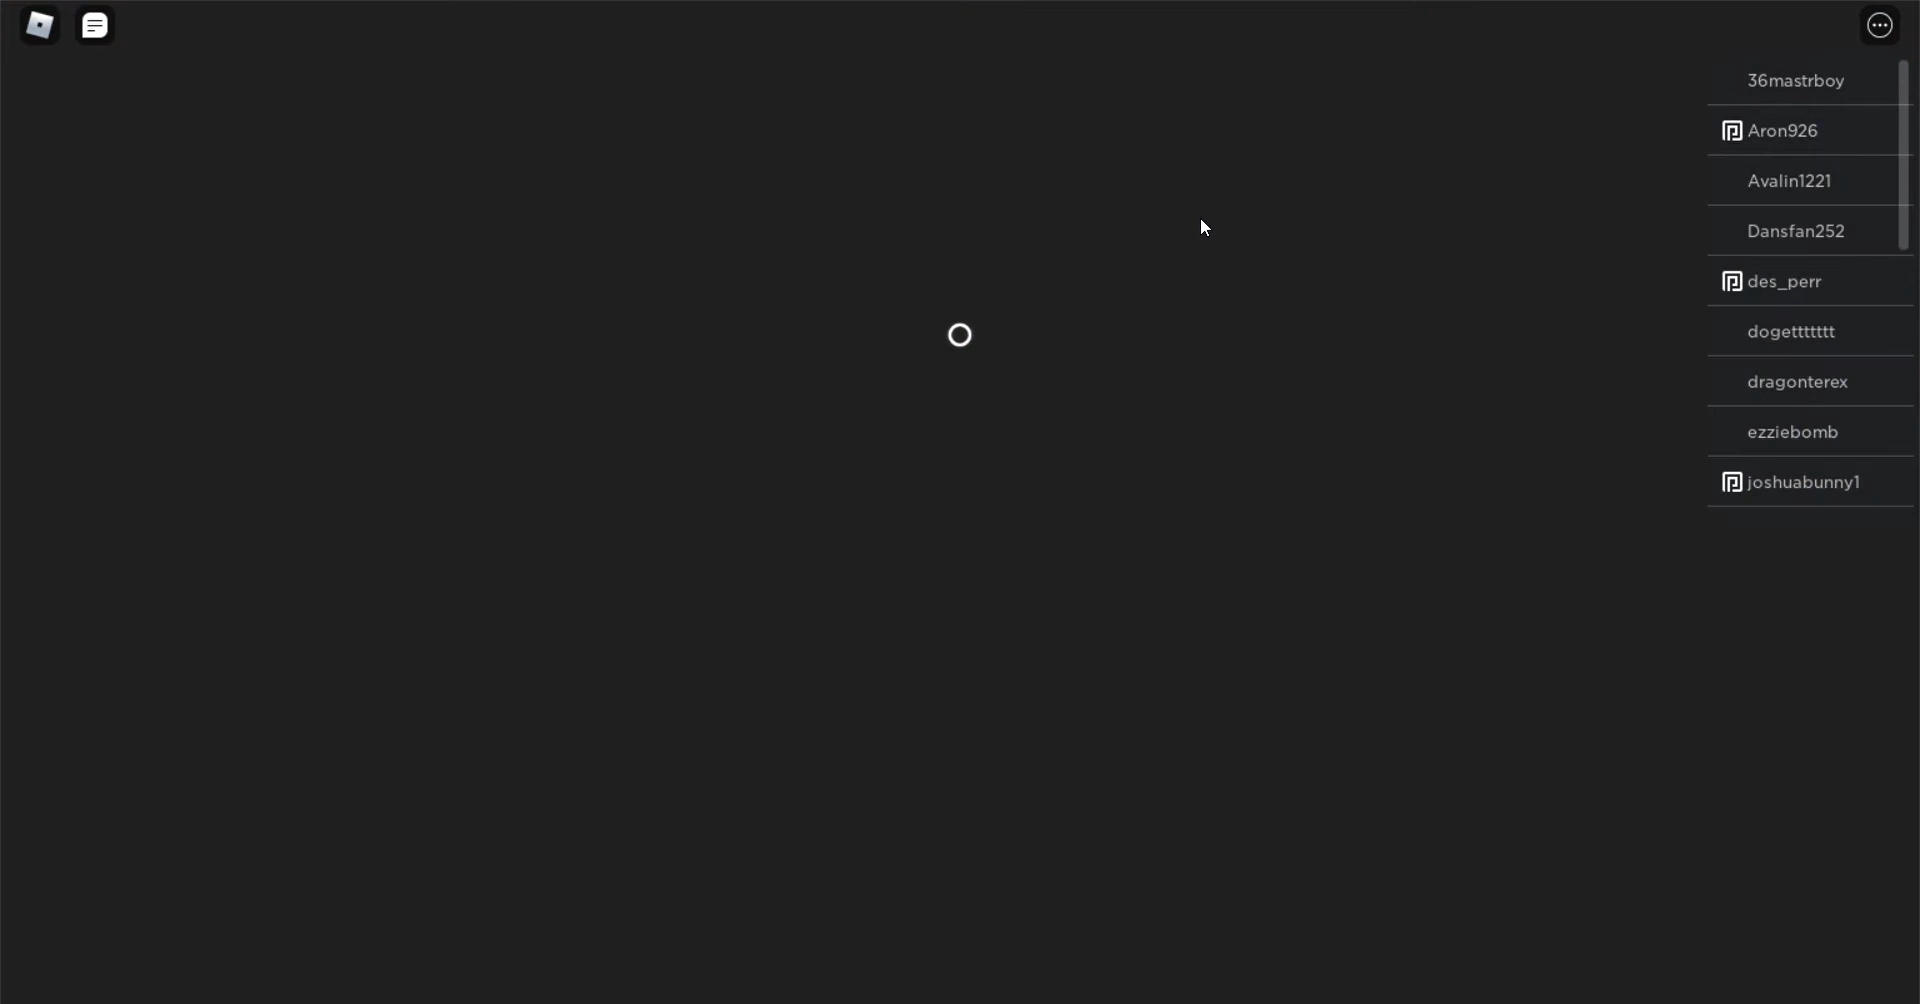 36mastrboy
Aron926
Avalin1221
Dansfan252
des_perr
dogettttttt
dragonterex
ezziebomb
joshuabunny1